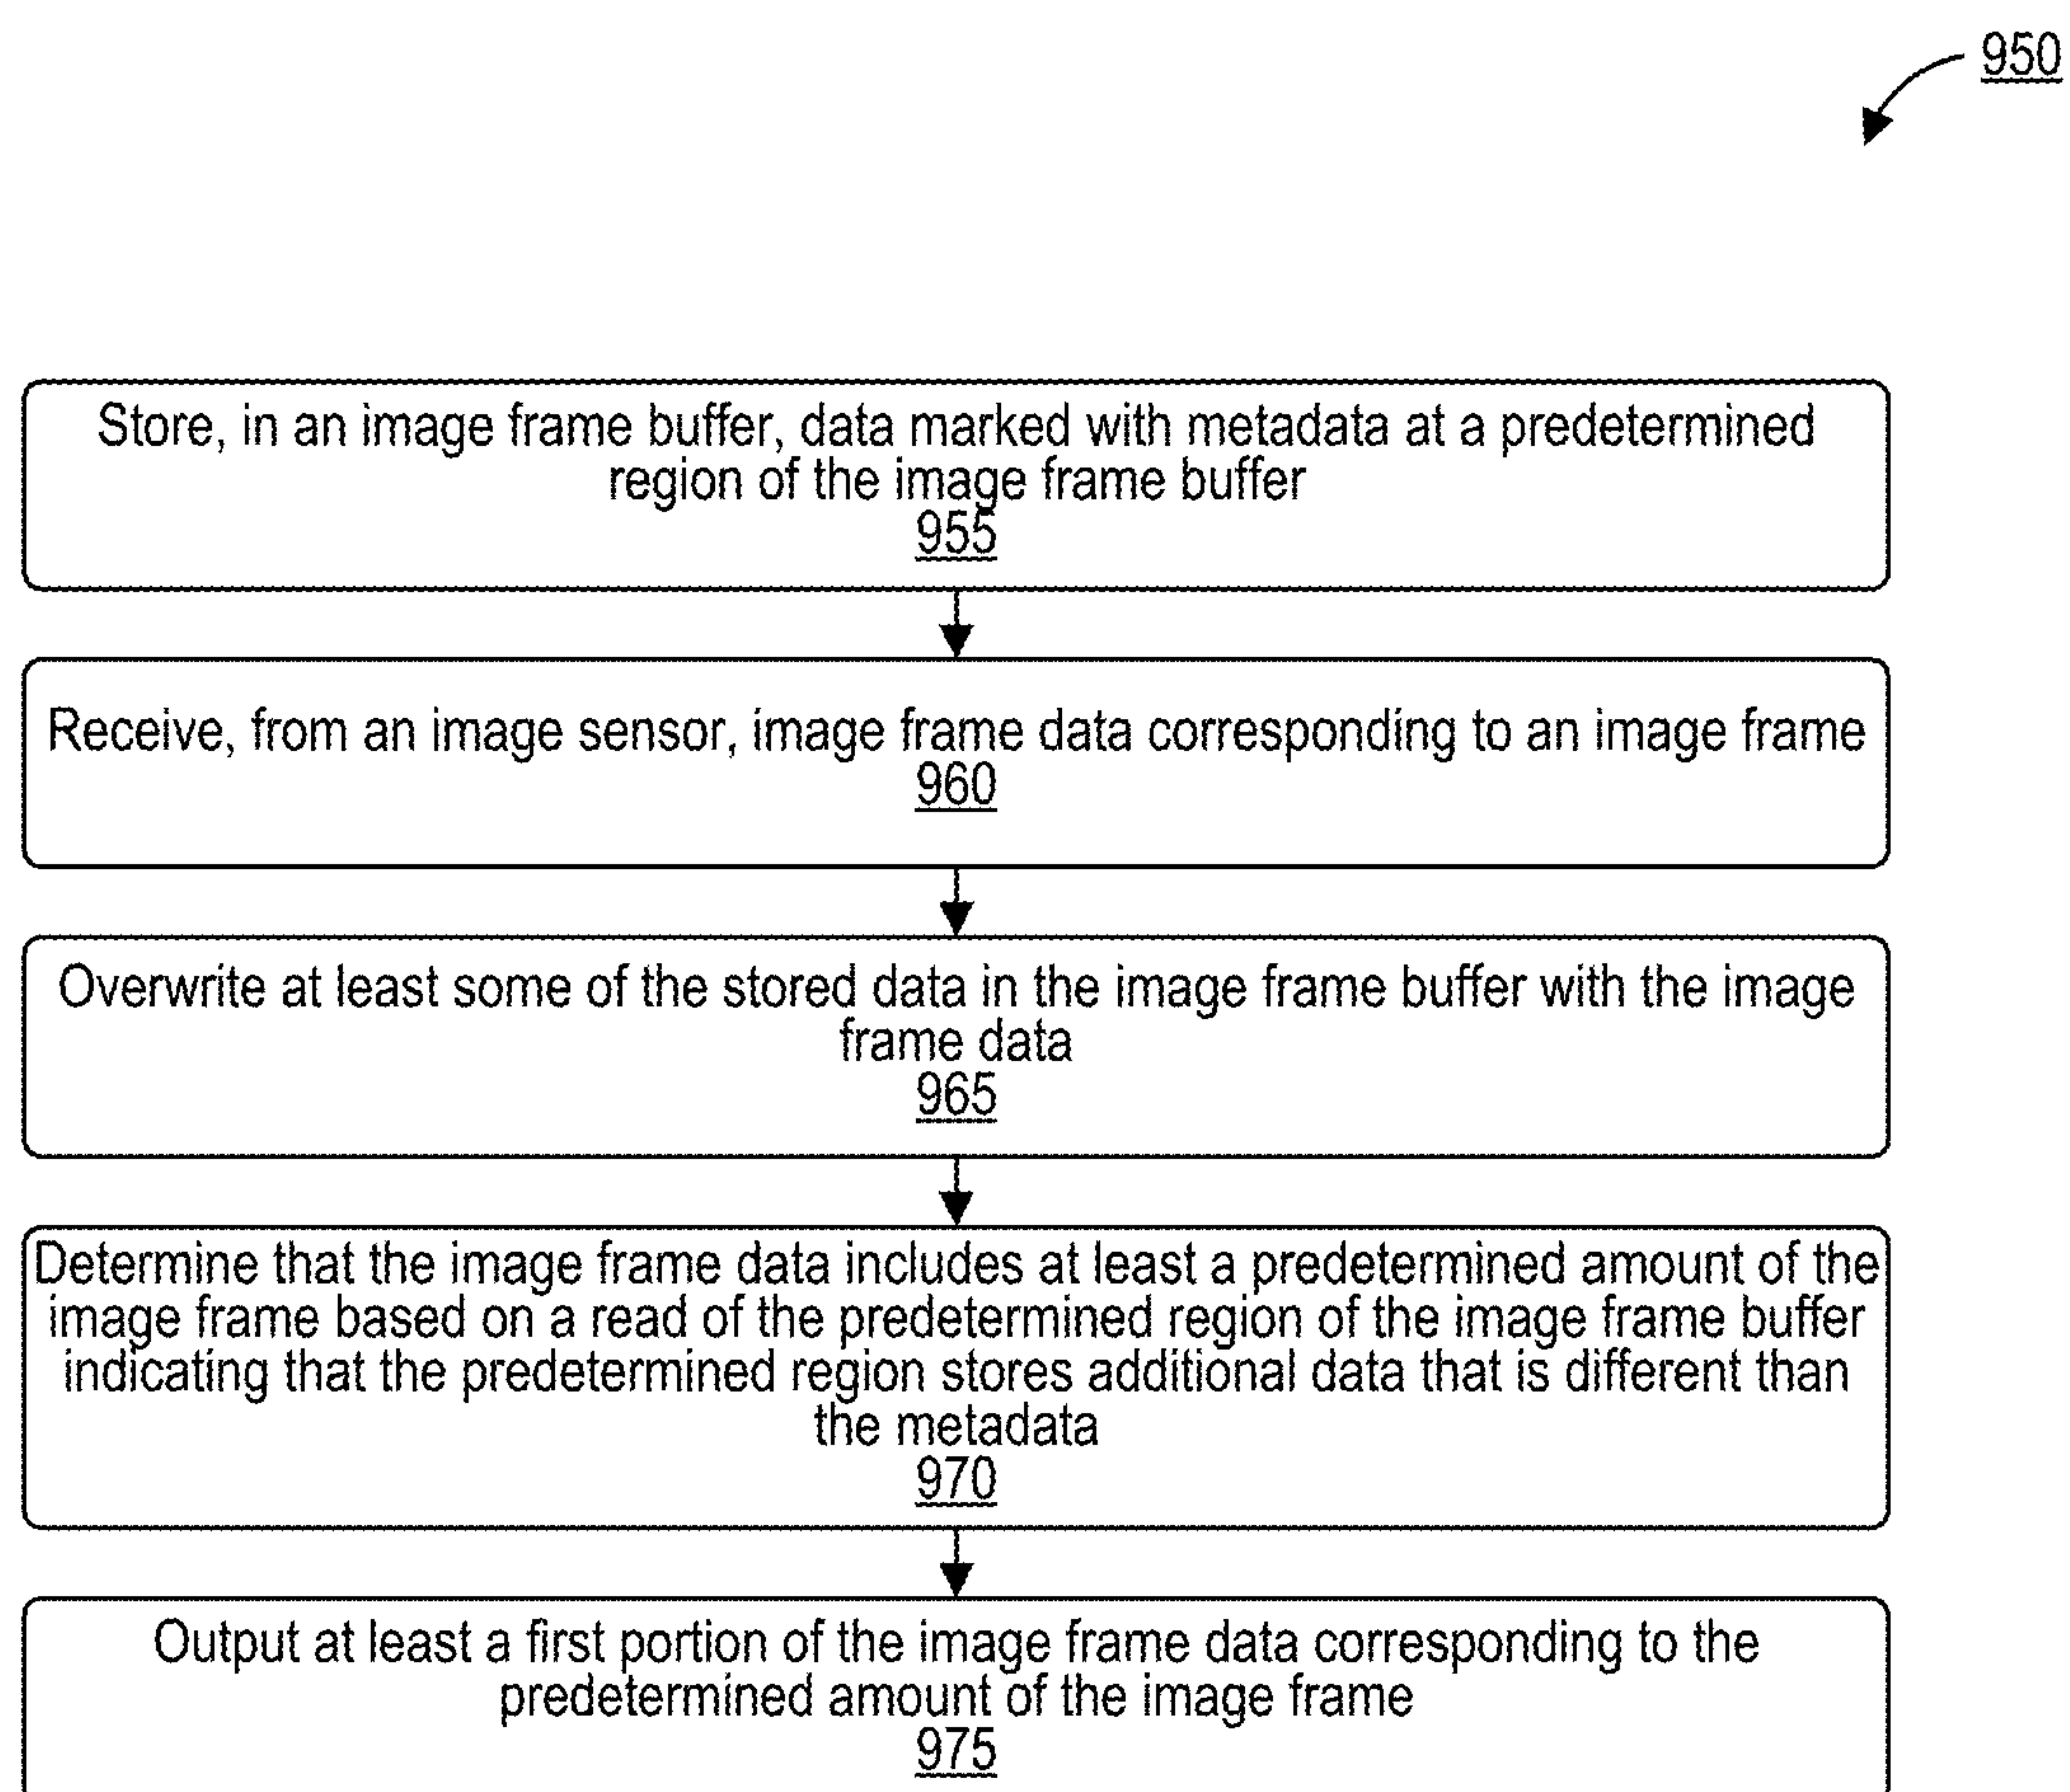 950
Store, in an image frame buffer, data marked with metadata at a predetermined
region of the image frame buffer
955
Receive, from an image sensor, image frame data corresponding to an image frame
960
Overwrite at least some of the stored data in the image frame buffer with the image
frame data
965
Determine that the image frame data includes at least a predetermined amount of the
image frame based on a read of the predetermined region of the image frame buffer
indicating that the predetermined region stores additional data that is different than
the metadata
970
Output at least a first portion of the image frame data corresponding to the
predetermined amount of the image frame
975